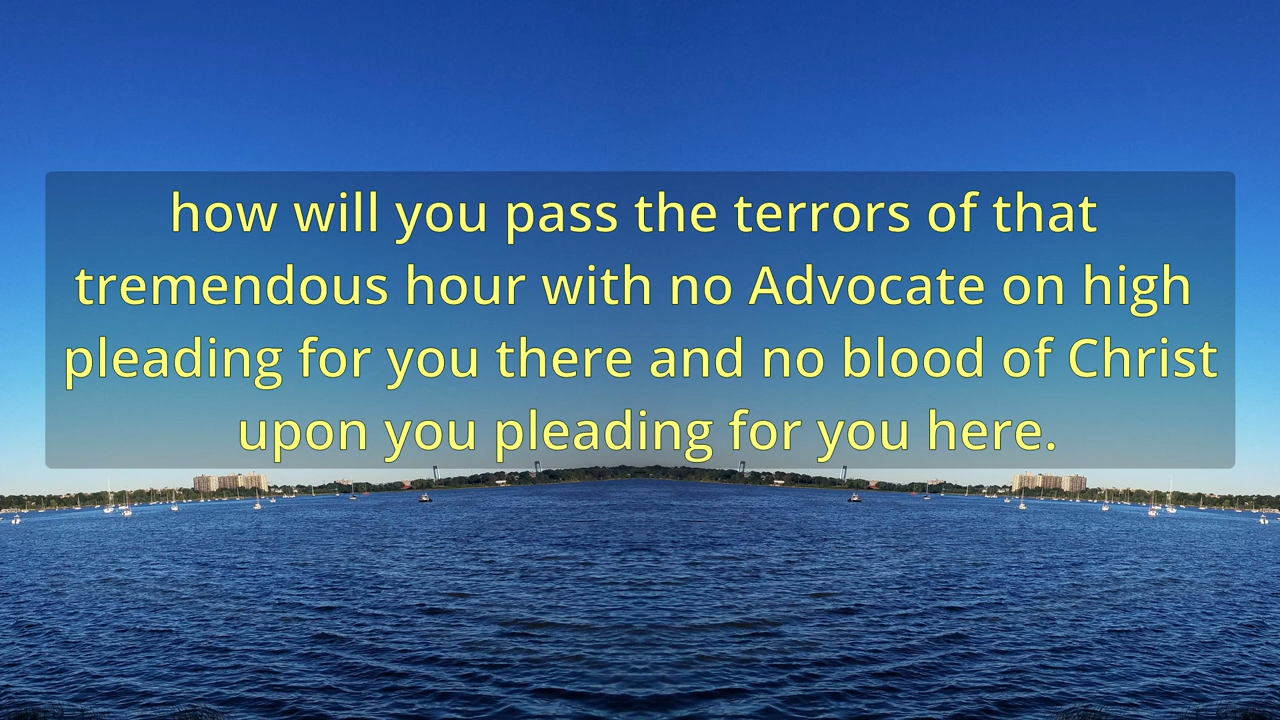 how will you pass the terrors of that
tremendous hour with no Advocate on high
pleading for you there and no blood of Christ
upon you pleading for you here.